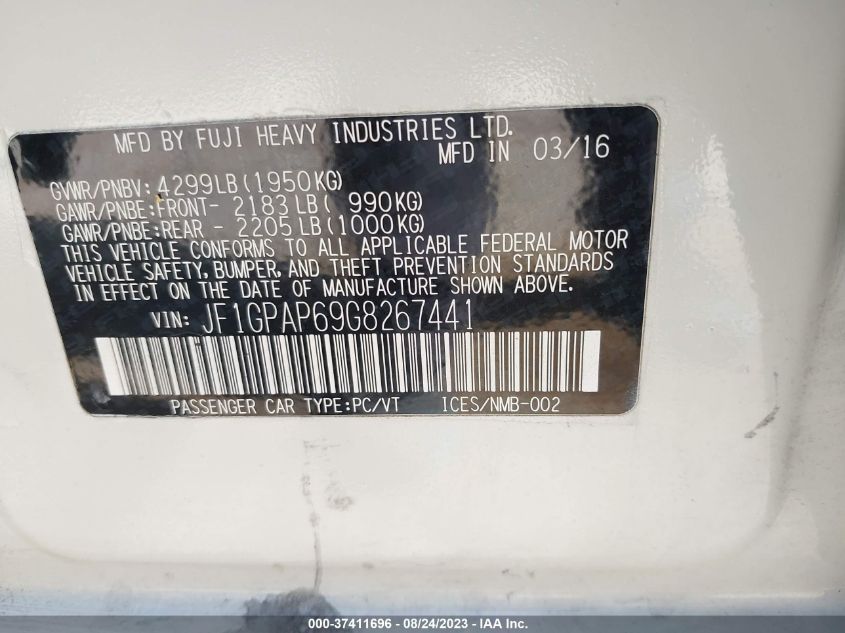 MFD BY FUJI HEAVY INDUSTRIES LTD.
MFD IN 03/16
GVWR/PNBV: 4299LB(1950KG)
GAWR/PNBE:FRONT- 2183LB( 990KG)
GAWR/PNBE:REAR - 2205LB(1000KG)
THIS VEHICLE CONFORMS TO ALL APPLICABLE FEDERAL MOTOR
VEHICLE SAFETY, BUMPER, AND THEFT PREVENTION STANDARDS
IN EFFECT ON THE DATE OF MANUFACTURE SHOWN ABOVE.
VIN: JF1GPAP69G8267441
PASSENGER CAR TYPE:PC/VT ICES/NMB-002
000-37411696 - 08/24/2023 - IAA Inc.